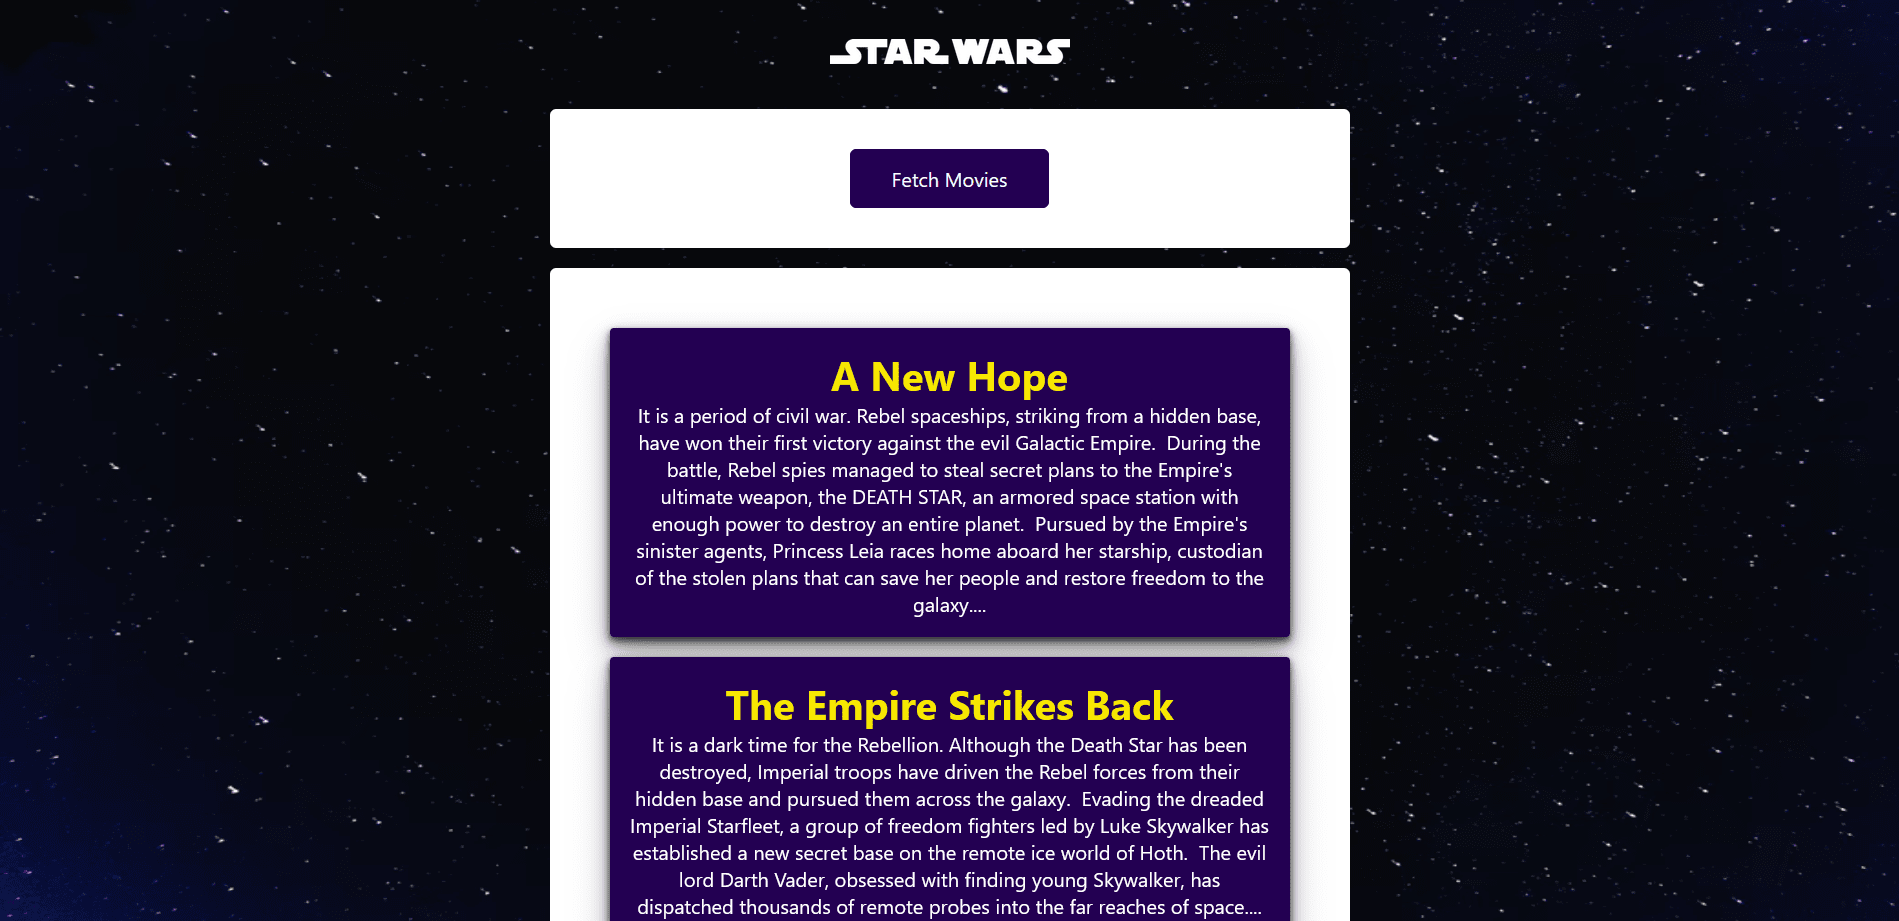 STAR WARS
Fetch Movies
A New Hope
It is a period of civil war. Rebel spaceships, striking from a hidden base,
have won their first victory against the evil Galactic Empire.  During the
battle, Rebel spies managed to steal secret plans to the Empire's
ultimate weapon, the DEATH STAR, an armored space station with
enough power to destroy an entire planet.  Pursued by the Empire's
sinister agents, Princess Leia races home aboard her starship, custodian
of the stolen plans that can save her people and restore freedom to the
galaxy....
The Empire Strikes Back
It is a dark time for the Rebellion. Although the Death Star has been
destroyed, Imperial troops have driven the Rebel forces from their
hidden base and pursued them across the galaxy.  Evading the dreaded
Imperial Starfleet, a group of freedom fighters led by Luke Skywalker has
established a new secret base on the remote ice world of Hoth.  The evil
lord Darth Vader, obsessed with finding young Skywalker, has
dispatched thousands of remote probes into the far reaches of space....